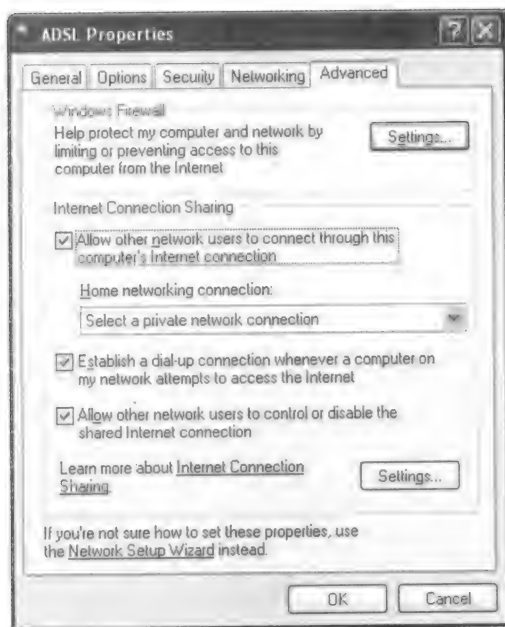 ADSL Properties
General Options Security Networking Advanced
Windows Firewall
Help protect my computer and network by
limiting or preventing access to this
computer from the Internet
Settings...
Internet Connection Sharing
Allow other network users to connect through this
computer's Internet connection
Home networking connection:
Select a private network connection
Establish a dial-up connection whenever a computer on
my network attempts to access the Internet
Allow other network users to control or disable the
shared Internet connection
Learn more about Internet Connection
Sharing.
Settings...
If you're not sure how to set these properties, use
the Network Setup Wizard instead.
OK Cancel